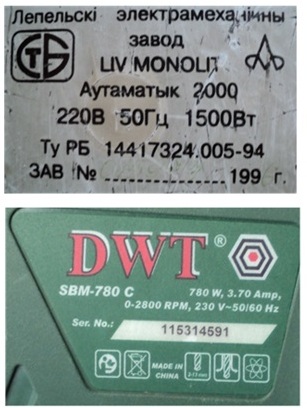 Лепельскі электрамеханічны
завод
СТБ
LIV MONOLIT
Аутаматык 2000
220В 50Гц 1500Вт
Ту РБ 14417324.005-94
ЗАВ № ........................ 199 г.
DWT®
SBM-780 C
780 W, 3.70 Amp,
0-2800 RPM, 230 V~50/60 Hz
Ser. No.: 115314591
MADE IN
CHINA